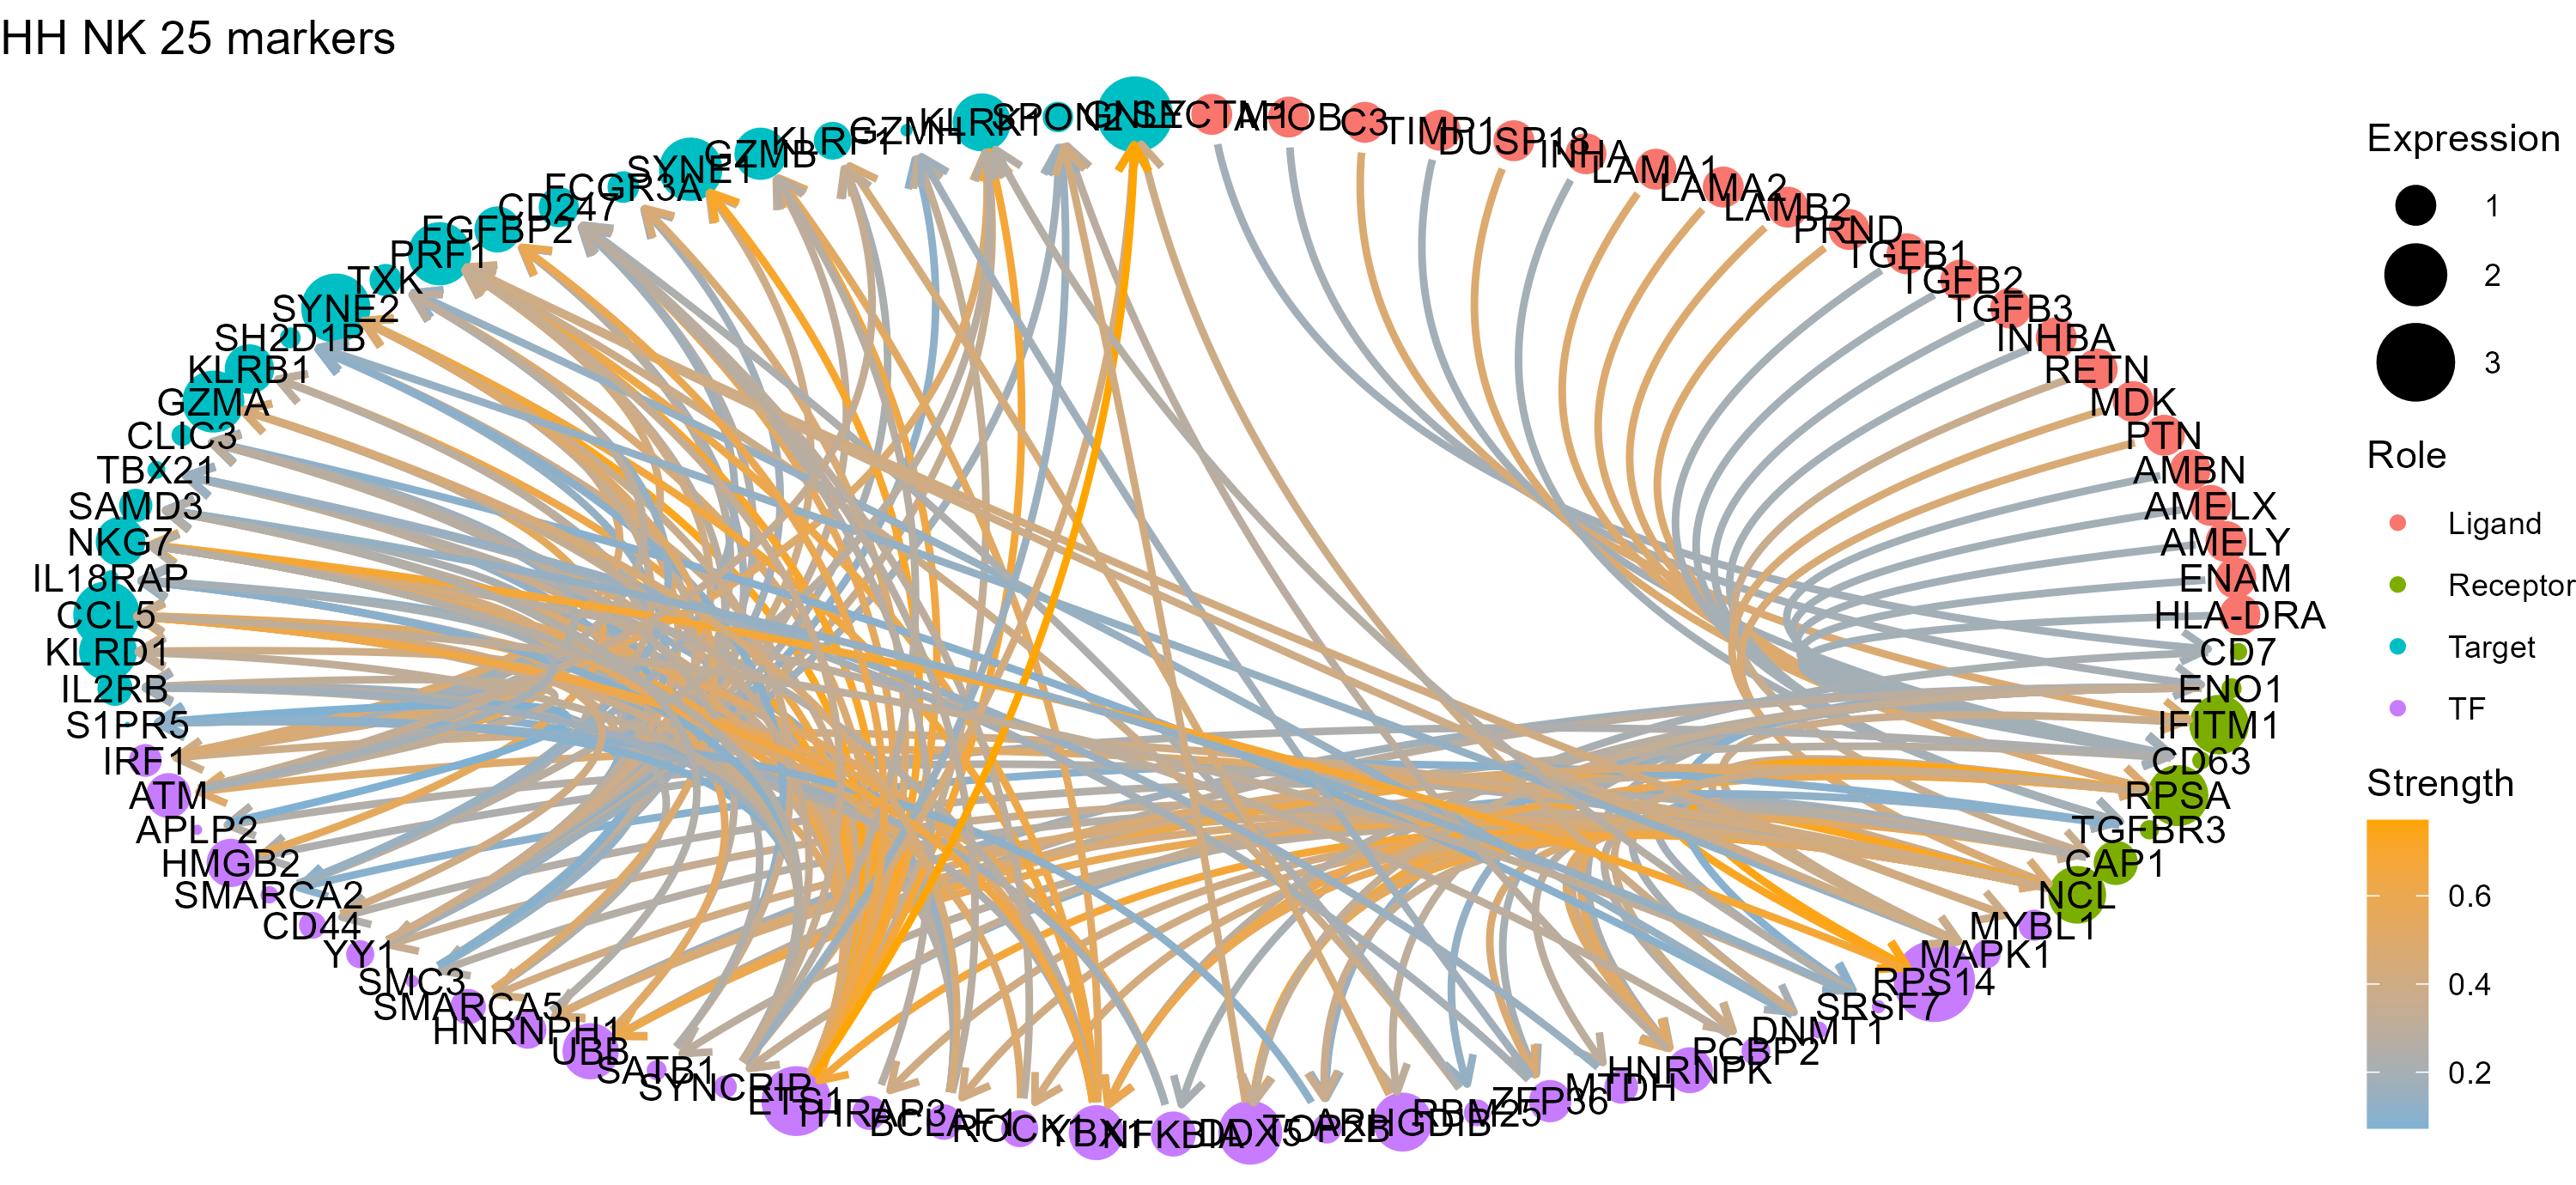 HH NK 25 markers
GNLY
SECTM1
APOB
C3
TIMP1
DUSP18
INHA
LAMA1
LAMA2
LAMB2
PRND
TGFB1
TGFB2
TGFB3
INHBA
RETN
MDK
PTN
AMBN
AMELX
AMELY
ENAM
HLA-DRA
CD7
ENO1
IFITM1
CD63
RPSA
TGFBR3
CAP1
NCL
MYBL1
MAPK1
RPS14
SRSF7
DNMT1
PCBP2
HNRNPK
MTDH
ZFP36
RBM25
ARHGDIB
TOP2B
DDX5
NFKBIA
YBX1
ROCK1
BCLAF1
THRAP3
ETS1
SYNCRIP
SATB1
UBB
HNRNPH1
SMARCA5
SMC3
YY1
CD44
SMARCA2
HMGB2
APLP2
ATM
IRF1
S1PR5
IL2RB
KLRD1
CCL5
IL18RAP
NKG7
SAMD3
TBX21
CLIC3
GZMA
KLRB1
SH2D1B
SYNE2
TXK
PRF1
FGFBP2
CD247
FCGR3A
SYNE1
GZMB
KLRF1
GZMH
KLRK1
SPON2
Expression
1
2
3
Role
Ligand
Receptor
Target
TF
Strength
0.6
0.4
0.2